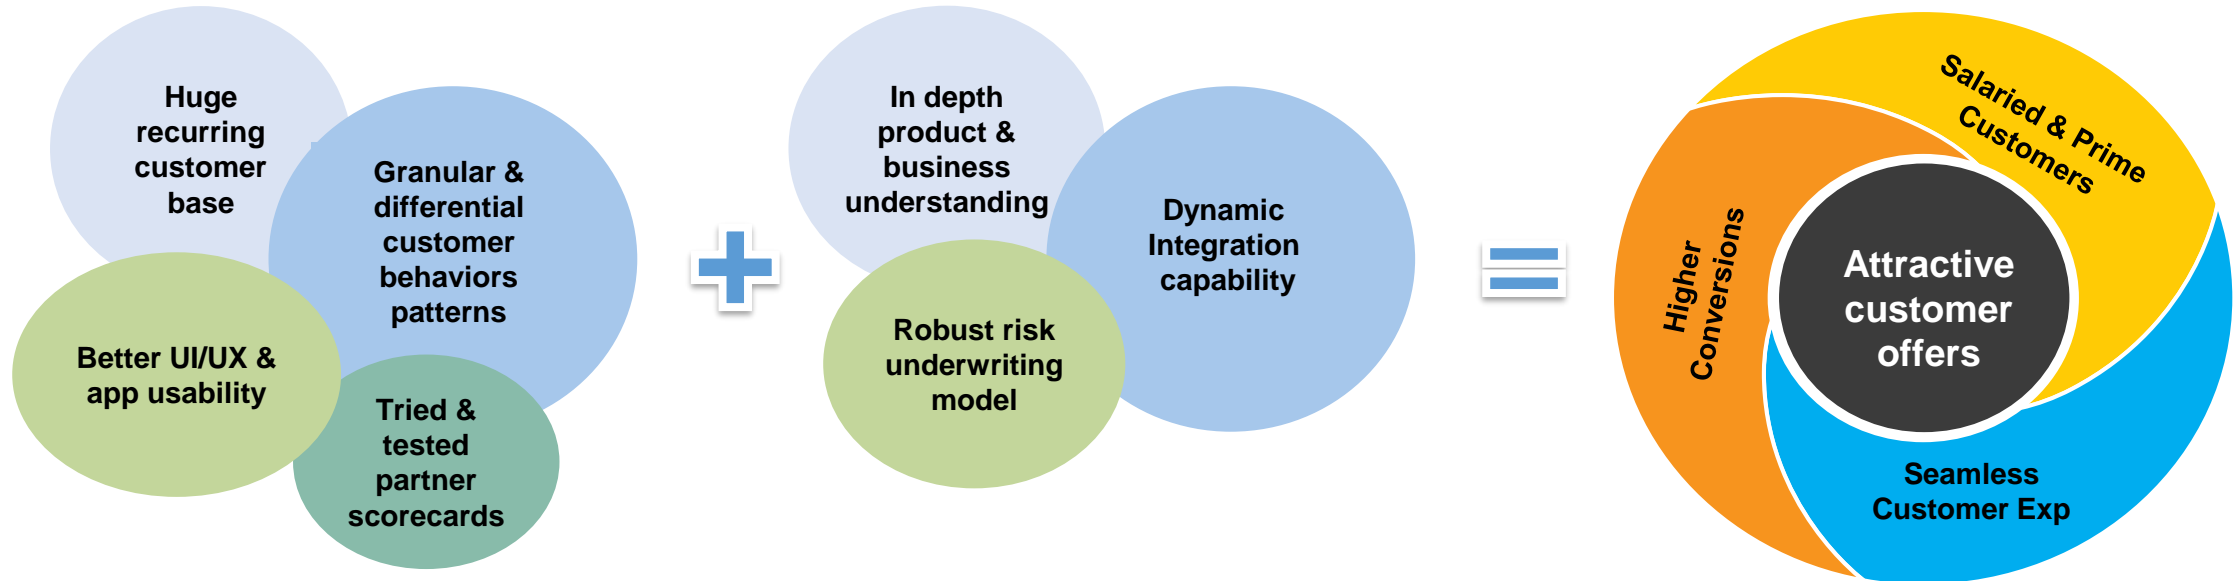 Huge
recurring
customer
base
Granular &
differential
customer
behaviors
patterns
Better UI/UX &
app usability
Tried &
tested
partner
scorecards
In depth
product &
business
understanding
Dynamic
Integration
capability
Robust risk
underwriting
model
Salaried & Prime
Customers
Higher
Conversions
Attractive
customer
offers
Seamless
Customer Exp